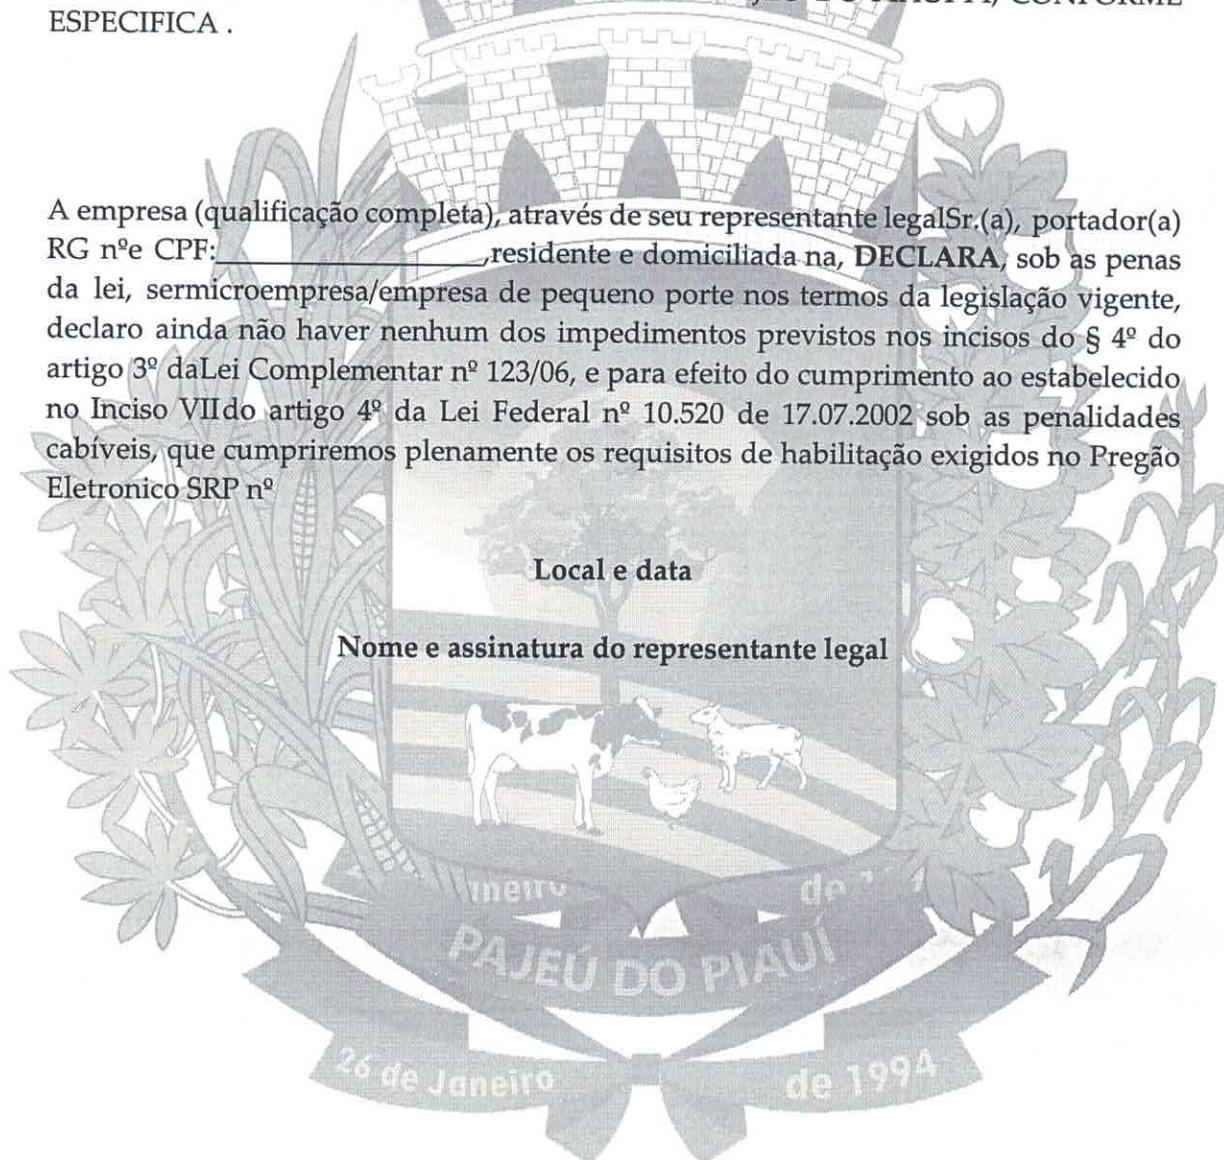 CONFORME
ESPECIFICA .
A empresa (qualificação completa), através de seu representante legalSr.(a), portador(a)
RG nºe CPF:____________________,residente e domiciliada na, DECLARA, sob as penas
da lei, sermicroempresa/empresa de pequeno porte nos termos da legislação vigente,
declaro ainda não haver nenhum dos impedimentos previstos nos incisos do § 4º do
artigo 3º daLei Complementar nº 123/06, e para efeito do cumprimento ao estabelecido
no Inciso VIIdo artigo 4º da Lei Federal nº 10.520 de 17.07.2002 sob as penalidades
cabíveis, que cumpriremos plenamente os requisitos de habilitação exigidos no Pregão
Eletronico SRP nº
Local e data
Nome e assinatura do representante legal
de
PAJEÚ DO PIAUÍ
26 de Janeiro de 1994